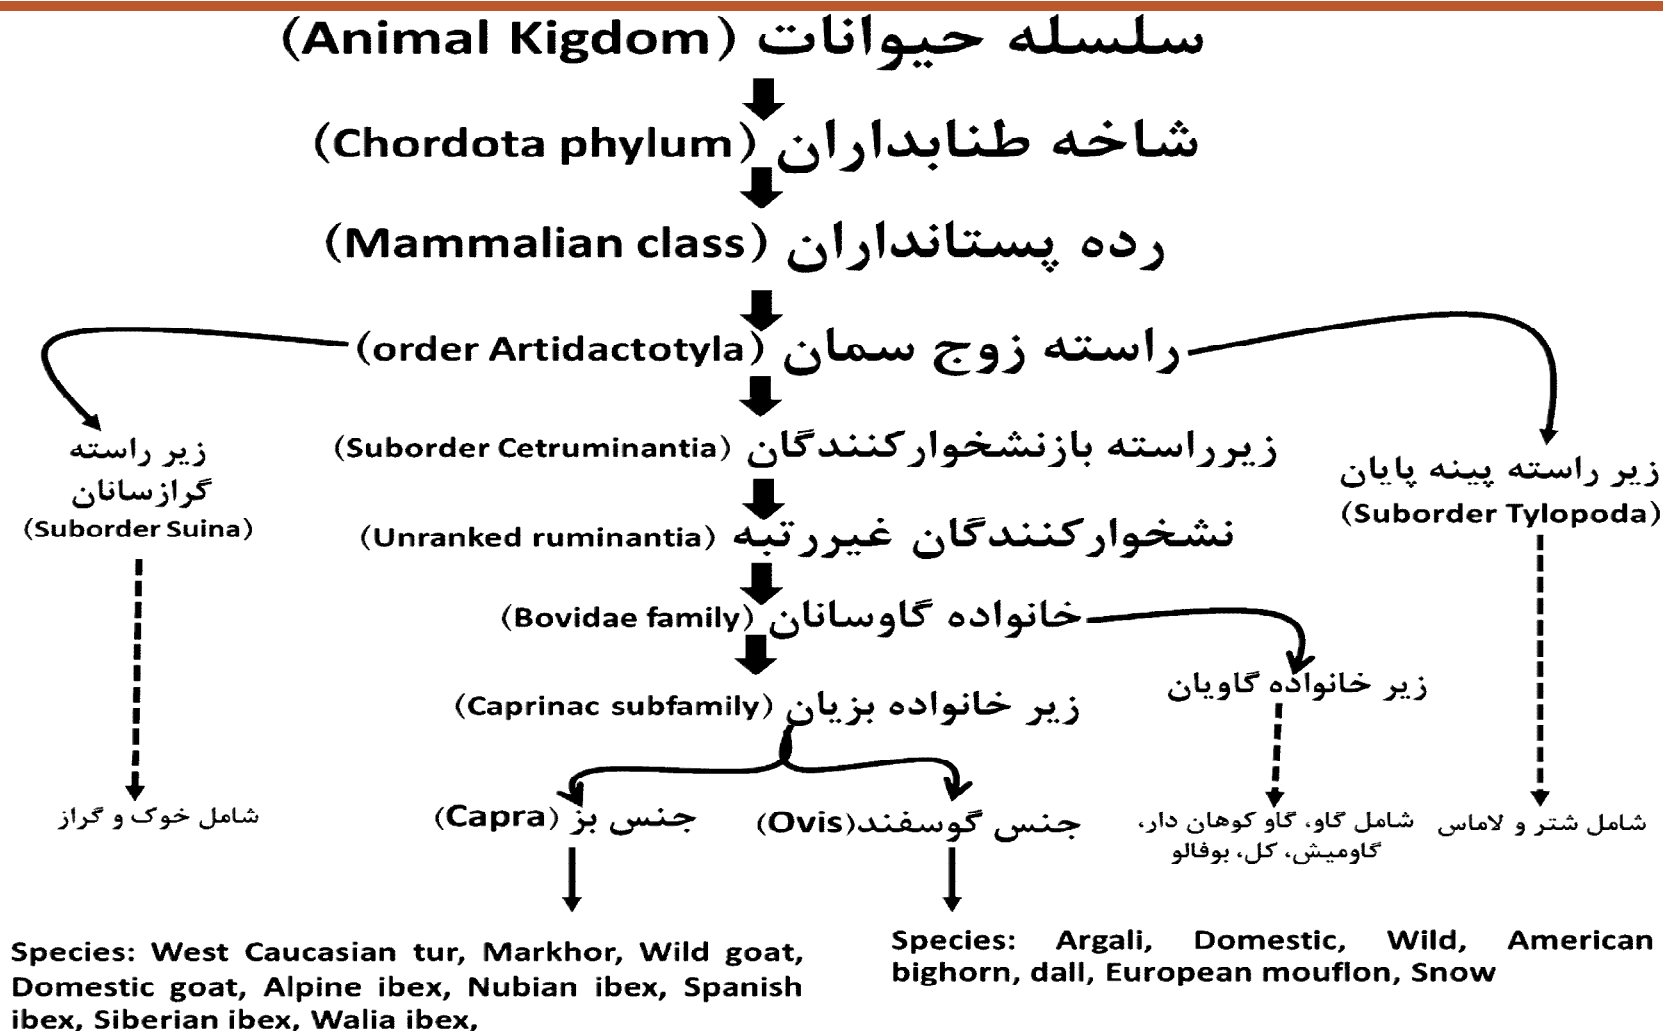 سلسله حیوانات (Animal Kigdom)
شاخه طنابداران (Chordota phylum)
رده پستانداران (Mammalian class)
راسته زوج سمان (order Artidactotyla)
زیرراسته بازنشخوارکنندگان (Suborder Cetruminantia)
زیر راسته
گرازسانان
(Suborder Suina)
زیر راسته پینه پایان
(Suborder Tylopoda)
نشخوارکنندگان غیررتبه (Unranked ruminantia)
خانواده گاوسانان (Bovidae family)
زیر خانواده گاویان
زیر خانواده بزیان (Caprinac subfamily)
شامل شتر و لاماس
شامل گاو، گاو کوهان دار،
گاومیش، کل، بوفالو
جنس گوسفند(Ovis)
جنس بز (Capra)
شامل خوک و گراز
Species: Argali, Domestic, Wild, American
bighorn, dall, European mouflon, Snow
Species: West Caucasian tur, Markhor, Wild goat,
Domestic goat, Alpine ibex, Nubian ibex, Spanish
ibex, Siberian ibex, Walia ibex,